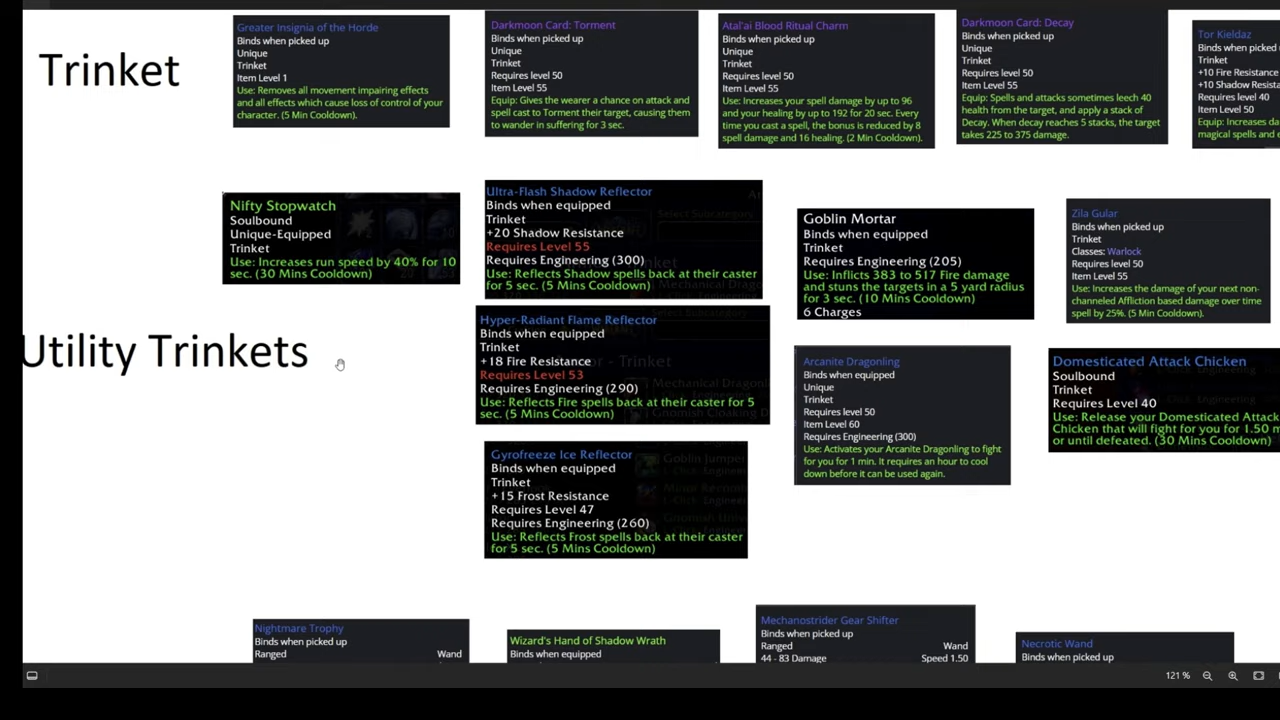 Trinket
Greater Insignia of the Horde
Binds when picked up
Unique
Trinket
Item Level 1
Use: Removes all movement impairing effects
and all effects which cause loss of control of your
character. (5 Min Cooldown).
Darkmoon Card: Torment
Binds when picked up
Unique
Trinket
Requires level 50
Item Level 55
Equip: Gives the wearer a chance on attack and
spell cast to Torment their target, causing them
to wander in suffering for 3 sec.
Atal'ai Blood Ritual Charm
Binds when picked up
Unique
Trinket
Requires level 50
Item Level 55
Use: Increases your spell damage by up to 96
and your healing by up to 192 for 20 sec. Every
time you cast a spell, the bonus is reduced by 8
spell damage and 16 healing. (2 Min Cooldown).
Darkmoon Card: Decay
Binds when picked up
Unique
Trinket
Requires level 50
Item Level 55
Equip: Spells and attacks sometimes leech 40
health from the target, and apply a stack of
Decay. When decay reaches 5 stacks, the target
takes 225 to 375 damage.
Tor Kieldaz
Binds when picked
Trinket
+10 Fire Resistance
+10 Shadow Resista
Requires level 40
Item Level 50
Equip: Increases da
magical spells and e
Utility Trinkets
Nifty Stopwatch
Soulbound
Unique-Equipped
Trinket
Use: Increases run speed by 40% for 10
sec. (30 Mins Cooldown)
Ultra-Flash Shadow Reflector
Binds when equipped
Trinket
+20 Shadow Resistance
Requires Level 55
Requires Engineering (300)
Use: Reflects Shadow spells back at their caster
for 5 sec. (5 Mins Cooldown)
Goblin Mortar
Binds when equipped
Trinket
Requires Engineering (205)
Use: Inflicts 383 to 517 Fire damage
and stuns the targets in a 5 yard radius
for 3 sec. (10 Mins Cooldown)
6 Charges
Zila Gular
Binds when picked up
Trinket
Classes: Warlock
Requires level 50
Item Level 55
Use: Increases the damage of your next non-
channeled Affliction based damage over time
spell by 25%. (5 Min Cooldown).
Hyper-Radiant Flame Reflector
Binds when equipped
Trinket
+18 Fire Resistance
Requires Level 53
Requires Engineering (290)
Use: Reflects Fire spells back at their caster for 5
sec. (5 Mins Cooldown)
Arcanite Dragonling
Binds when equipped
Unique
Trinket
Requires level 50
Item Level 60
Requires Engineering (300)
Use: Activates your Arcanite Dragonling to fight
for you for 1 min. It requires an hour to cool
down before it can be used again.
Domesticated Attack Chicken
Soulbound
Trinket
Requires Level 40
Use: Release your Domesticated Attack
Chicken that will fight for you for 1.50 m
or until defeated. (30 Mins Cooldown)
Gyrofreeze Ice Reflector
Binds when equipped
Trinket
+15 Frost Resistance
Requires Level 47
Requires Engineering (260)
Use: Reflects Frost spells back at their caster
for 5 sec. (5 Mins Cooldown)
Nightmare Trophy
Binds when picked up
Ranged Wand
Wizard's Hand of Shadow Wrath
Binds when equipped
Mechanostrider Gear Shifter
Binds when picked up
Ranged Wand
44 - 83 Damage Speed 1.50
Necrotic Wand
Binds when picked up
121 %